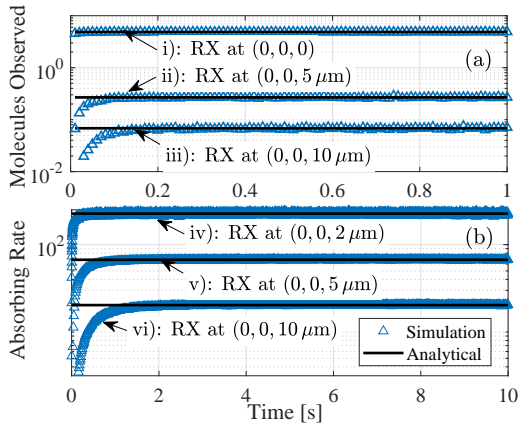 Molecules Observed
10^0
10^-2
i): RX at (0, 0, 0)
(a)
ii): RX at (0, 0, 5 μm)
iii): RX at (0, 0, 10 μm)
0 0.2 0.4 0.6 0.8 1
Absorbing Rate
10^2
iv): RX at (0, 0, 2 μm)
(b)
v): RX at (0, 0, 5 μm)
vi): RX at (0, 0, 10 μm)
Simulation
Analytical
0 2 4 6 8 10
Time [s]